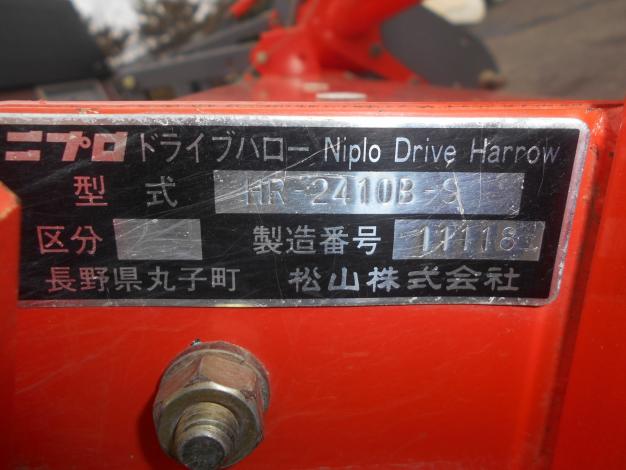 ニプロ ドライブハロー Niplo Drive Harrow
型式 HR-2410B-S
区分 製造番号 11118
長野県丸子町 松山株式会社